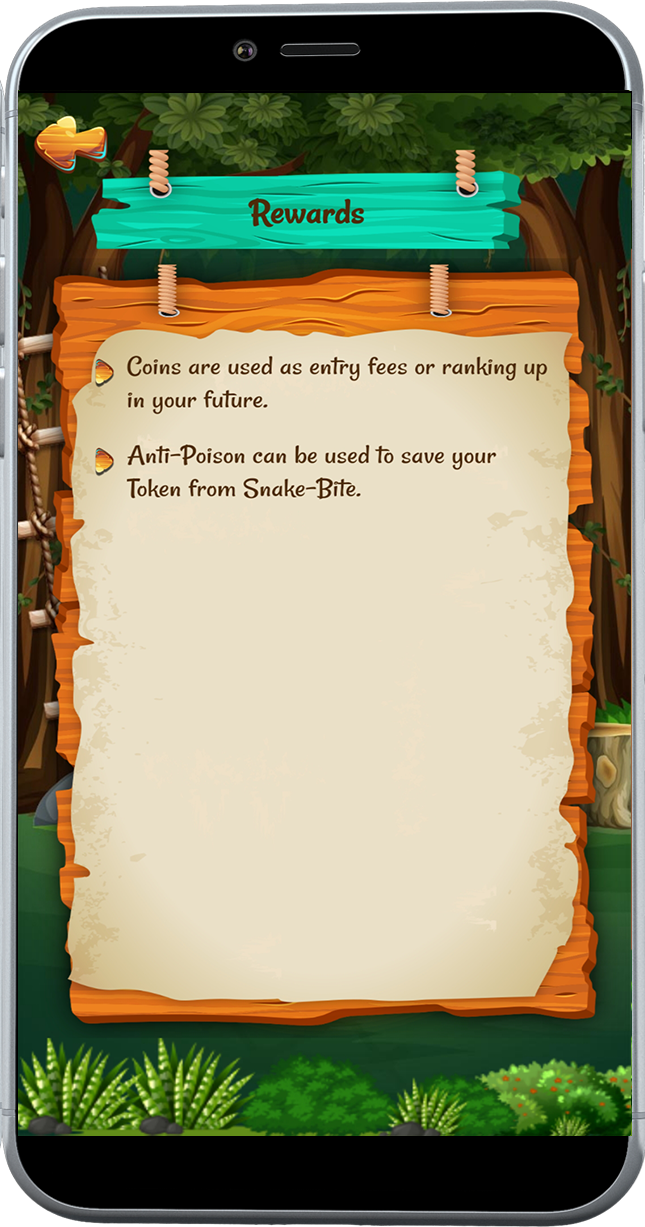 Rewards
Coins are used as entry fees or ranking up
in your future.
Anti-Poison can be used to save your
Token from Snake-Bite.